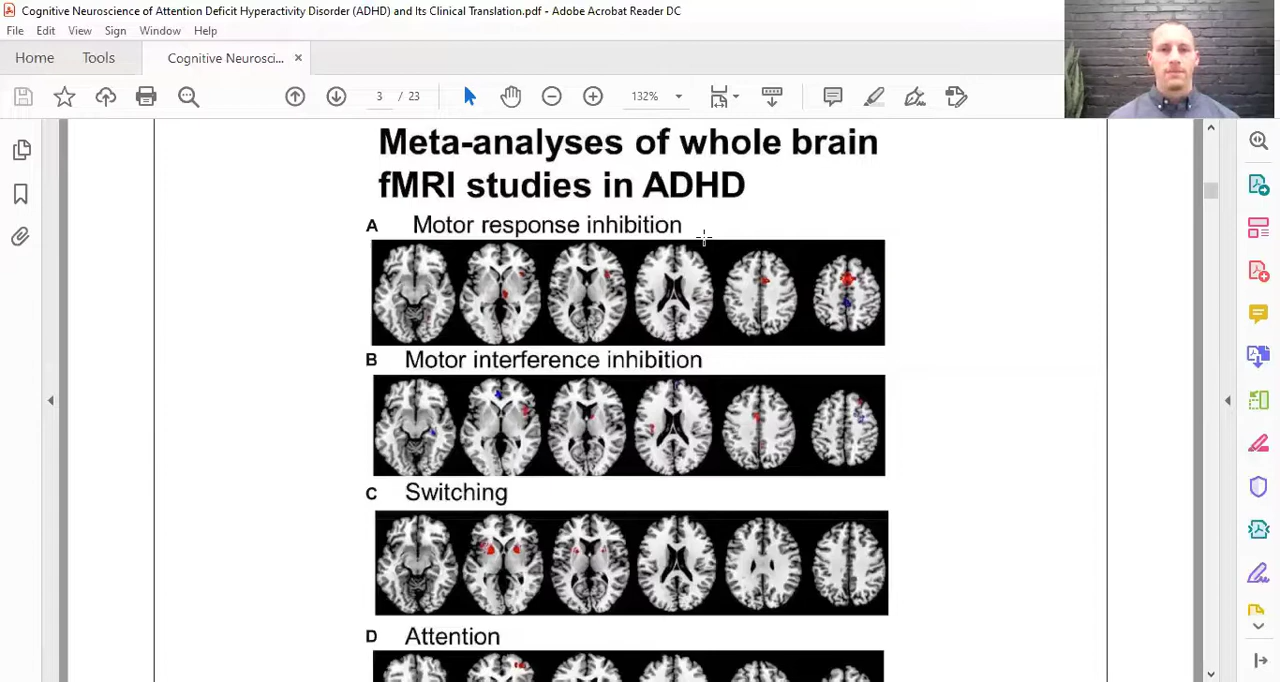 Cognitive Neuroscience of Attention Deficit Hyperactivity Disorder (ADHD) and Its Clinical Translation.pdf - Adobe Acrobat Reader DC
File Edit View Sign Window Help
Home Tools Cognitive Neurosci... ×
3 / 23 132%
Meta-analyses of whole brain
fMRI studies in ADHD
A Motor response inhibition
B Motor interference inhibition
C Switching
D Attention